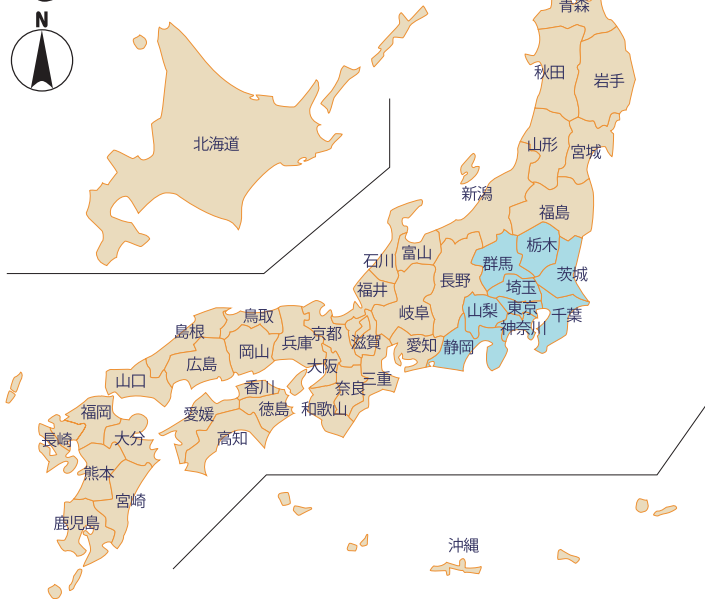 N
青森
秋田
岩手
北海道
山形
宮城
新潟
福島
栃木
石川
富山
群馬
茨城
長野
福井
埼玉
岐阜
山梨
東京
千葉
神奈川
鳥取
島根
京都
兵庫
滋賀
愛知
静岡
岡山
広島
大阪
山口
三重
香川
奈良
福岡
愛媛
徳島
和歌山
長崎
大分
高知
熊本
宮崎
鹿児島
沖縄